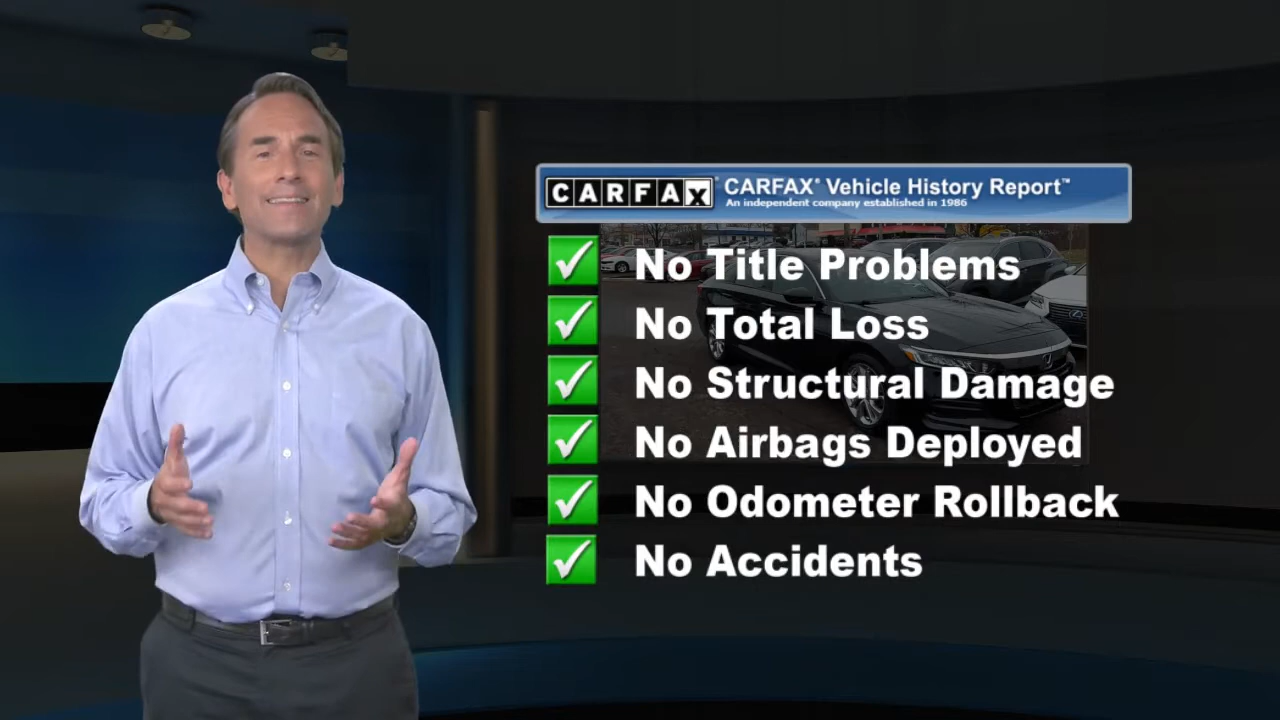 CARFAX
CARFAX® Vehicle History Report™
An independent company established in 1986
No Title Problems
No Total Loss
No Structural Damage
No Airbags Deployed
No Odometer Rollback
No Accidents